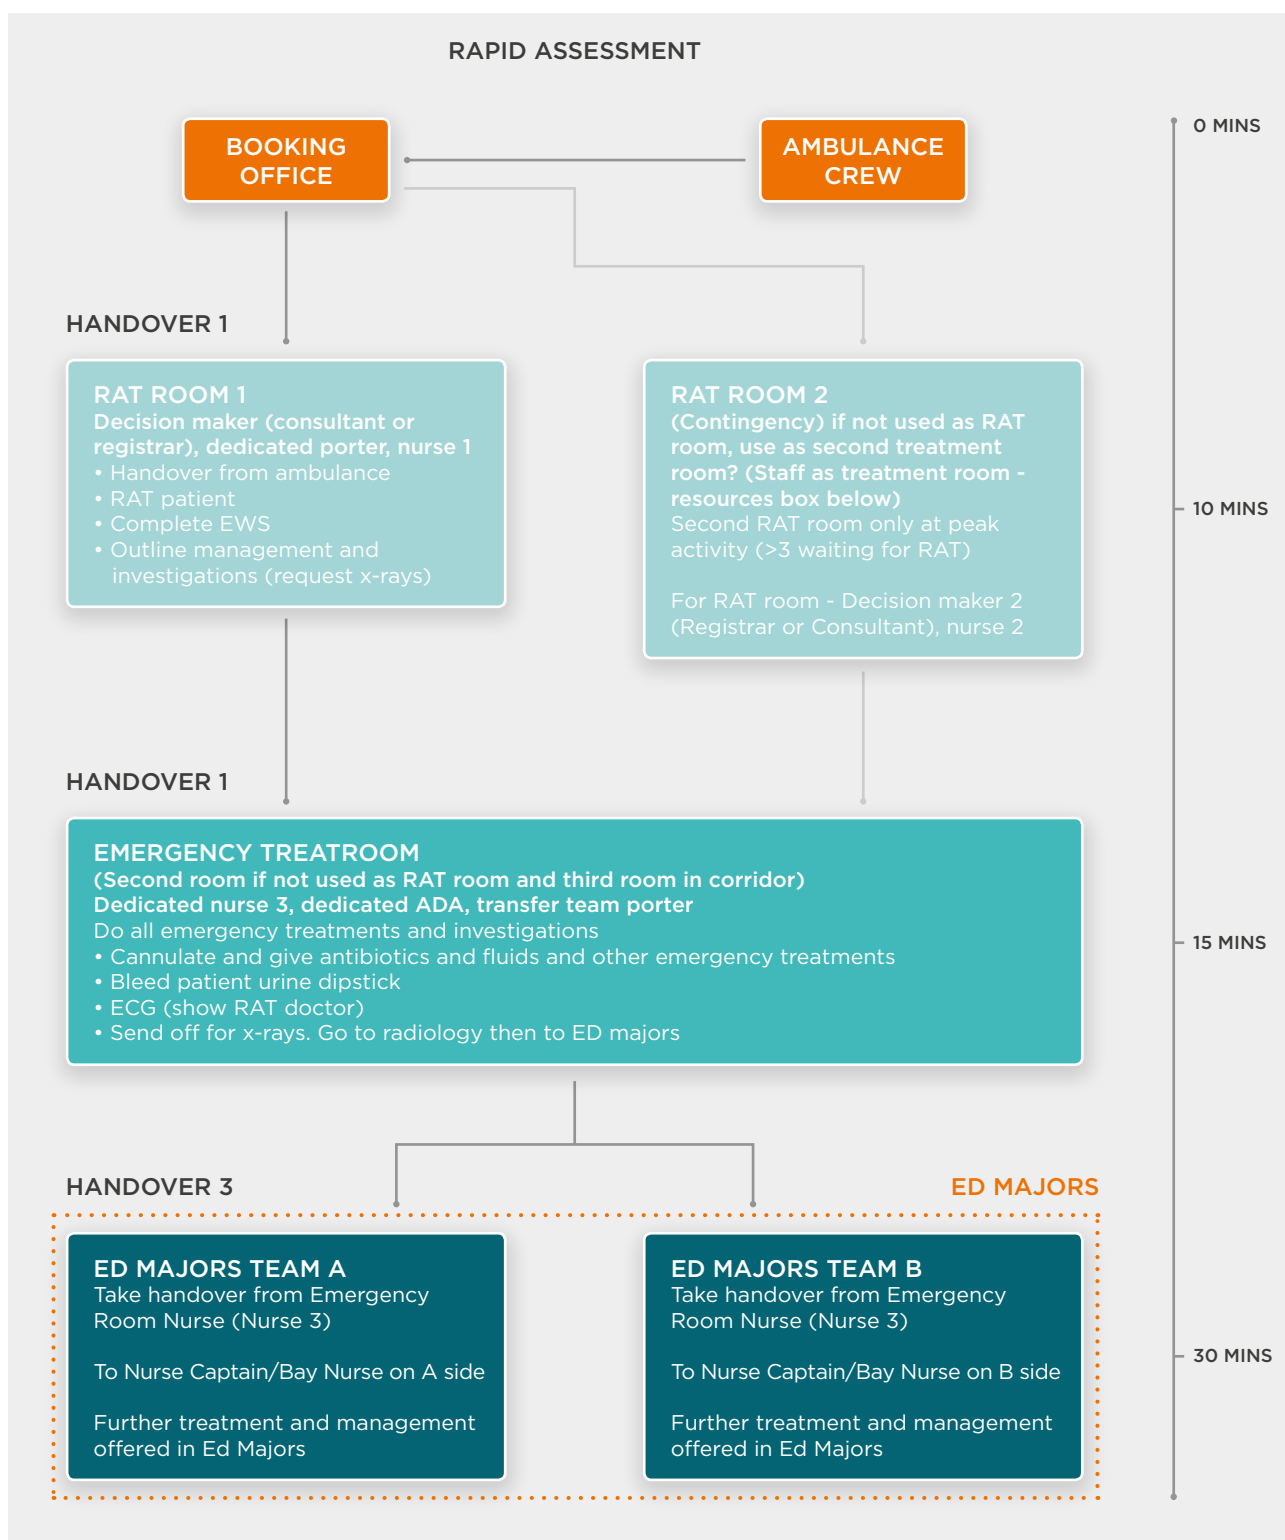 RAPID ASSESSMENT
BOOKING
OFFICE
AMBULANCE
CREW
0 MINS
HANDOVER 1
RAT ROOM 1
Decision maker (consultant or
registrar), dedicated porter, nurse 1
• Handover from ambulance
• RAT patient
• Complete EWS
• Outline management and
investigations (request x-rays)
RAT ROOM 2
(Contingency) if not used as RAT
room, use as second treatment
room? (Staff as treatment room -
resources box below)
Second RAT room only at peak
activity (>3 waiting for RAT)
For RAT room - Decision maker 2
(Registrar or Consultant), nurse 2
10 MINS
HANDOVER 1
EMERGENCY TREATROOM
(Second room if not used as RAT room and third room in corridor)
Dedicated nurse 3, dedicated ADA, transfer team porter
Do all emergency treatments and investigations
• Cannulate and give antibiotics and fluids and other emergency treatments
• Bleed patient urine dipstick
• ECG (show RAT doctor)
• Send off for x-rays. Go to radiology then to ED majors
15 MINS
HANDOVER 3
ED MAJORS
ED MAJORS TEAM A
Take handover from Emergency
Room Nurse (Nurse 3)
To Nurse Captain/Bay Nurse on A side
Further treatment and management
offered in Ed Majors
ED MAJORS TEAM B
Take handover from Emergency
Room Nurse (Nurse 3)
To Nurse Captain/Bay Nurse on B side
Further treatment and management
offered in Ed Majors
30 MINS